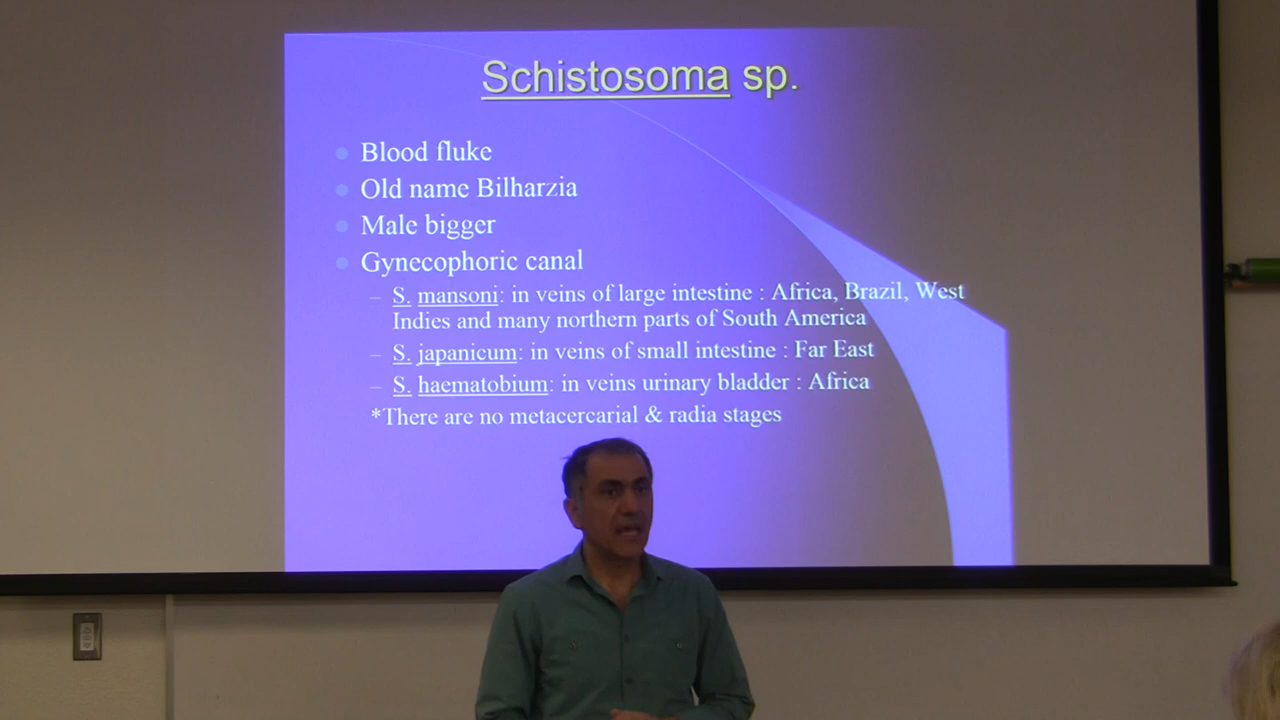 Schistosoma sp.
Blood fluke
Old name Bilharzia
Male bigger
Gynecophoric canal
– S. mansoni: in veins of large intestine : Africa, Brazil, West
Indies and many northern parts of South America
– S. japanicum: in veins of small intestine : Far East
– S. haematobium: in veins urinary bladder : Africa
*There are no metacercarial & radia stages